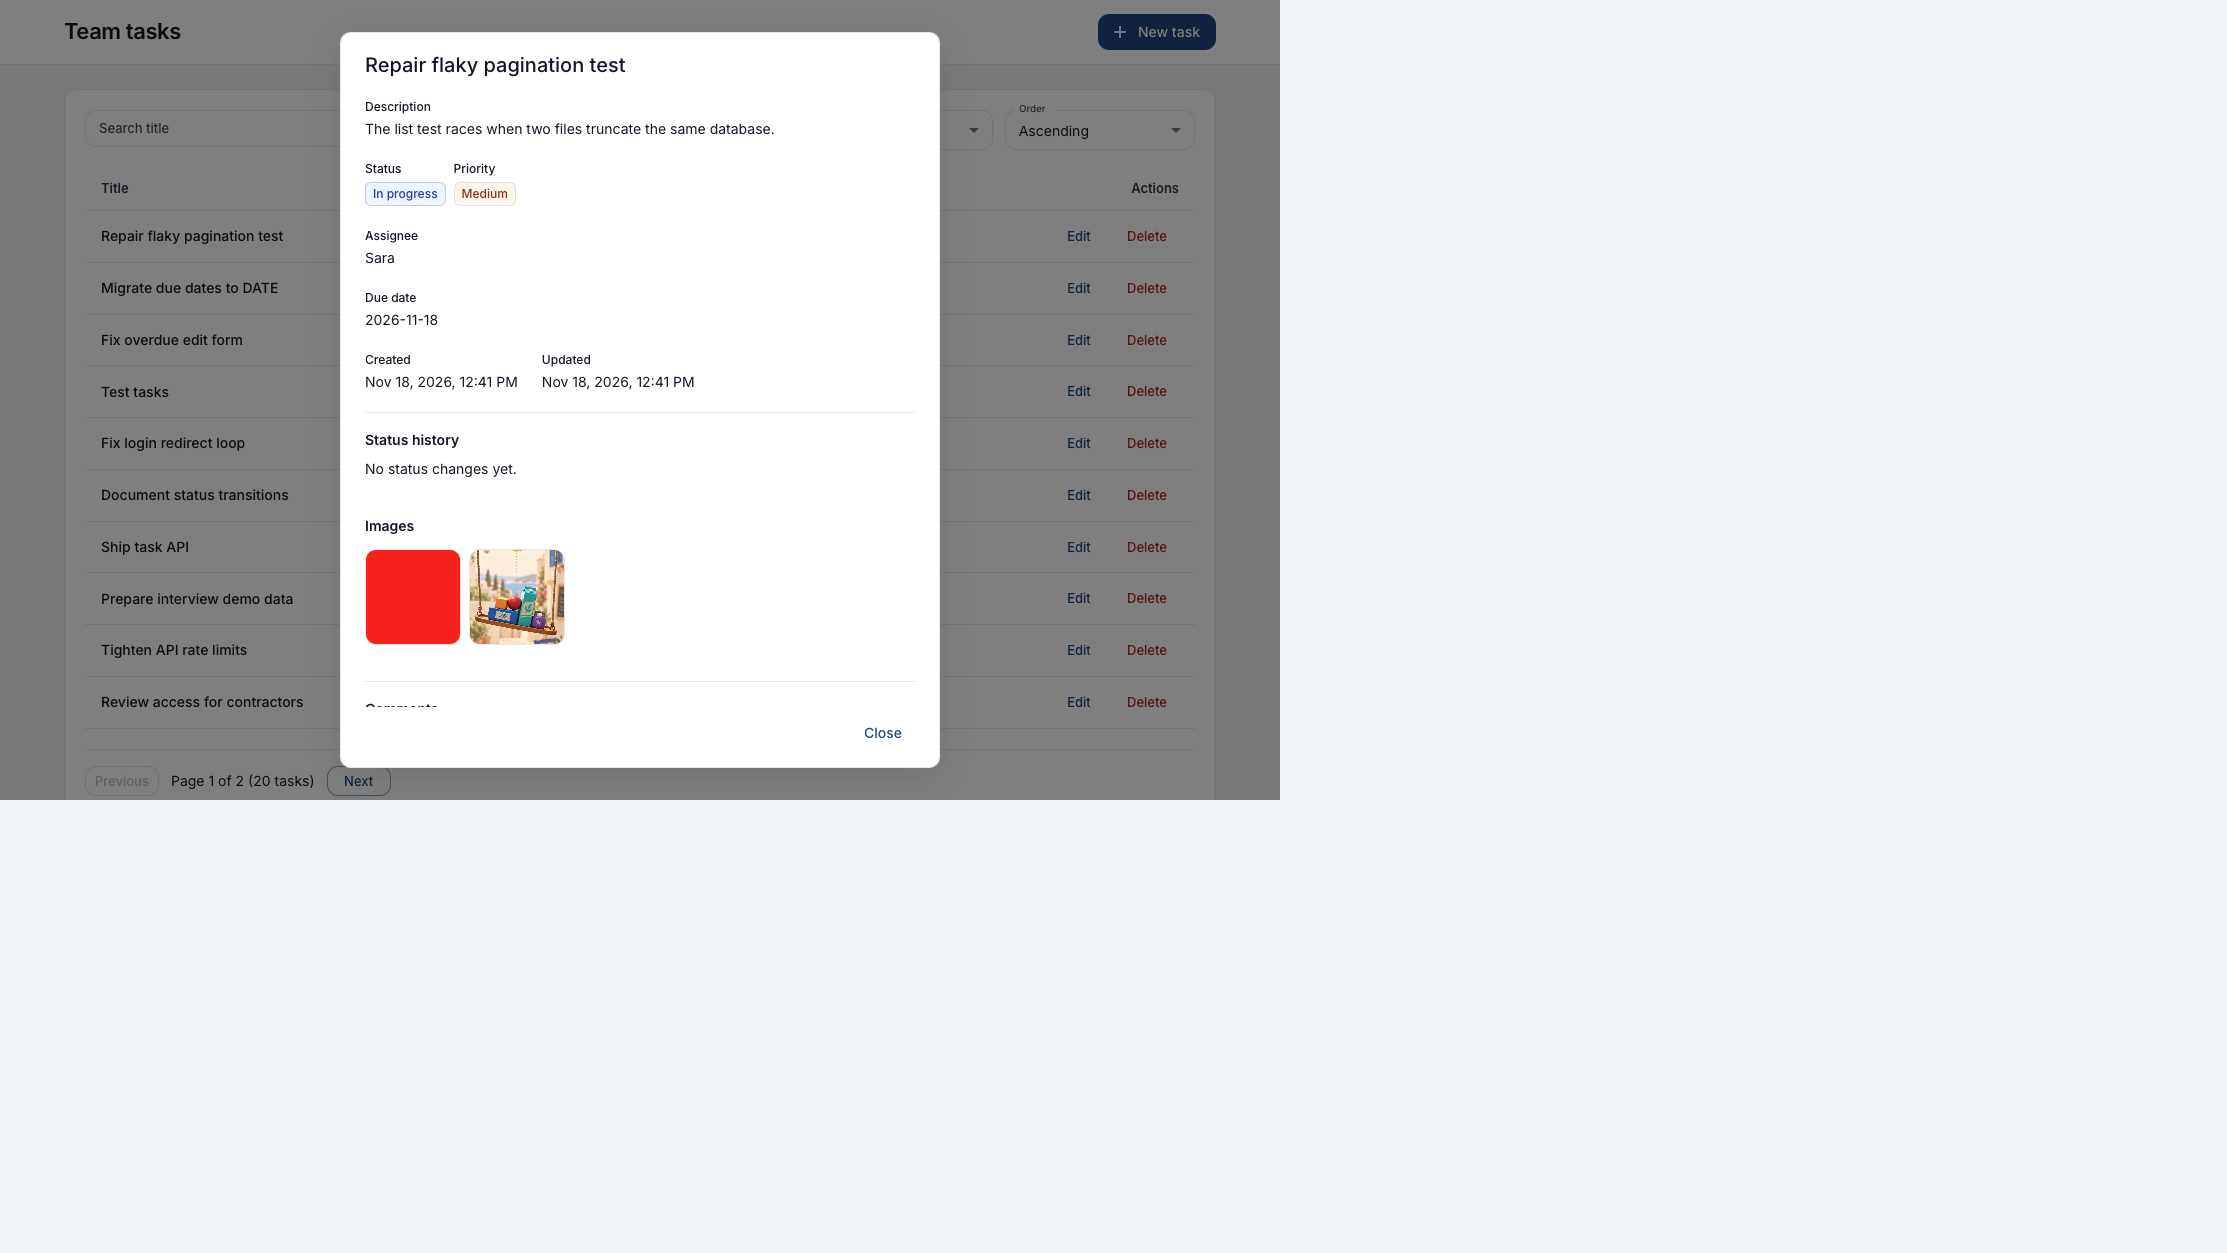 Team tasks
New task
Search title
Order
Ascending
Title
Actions
Repair flaky pagination test
Edit
Delete
Migrate due dates to DATE
Edit
Delete
Fix overdue edit form
Edit
Delete
Test tasks
Edit
Delete
Fix login redirect loop
Edit
Delete
Document status transitions
Edit
Delete
Ship task API
Edit
Delete
Prepare interview demo data
Edit
Delete
Tighten API rate limits
Edit
Delete
Review access for contractors
Edit
Delete
Previous
Page 1 of 2 (20 tasks)
Next
Repair flaky pagination test
Description
The list test races when two files truncate the same database.
Status
Priority
In progress
Medium
Assignee
Sara
Due date
2026-11-18
Created
Updated
Nov 18, 2026, 12:41 PM
Nov 18, 2026, 12:41 PM
Status history
No status changes yet.
Images
Comments
Close